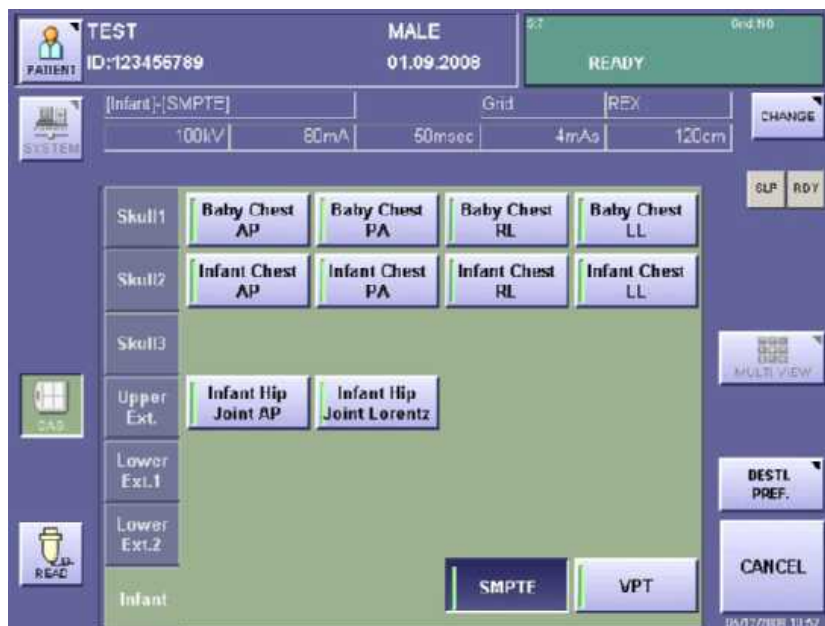 TEST
MALE
PATIENT
ID:123456789
01.09.2008
READY
[Infant]-[SMPTE]
Grid
REX
SYSTEM
100kV
80mA
50msec
4mAs
120cm
CHANGE
SLP
RDY
Skull1
Baby Chest
AP
Baby Chest
PA
Baby Chest
RL
Baby Chest
LL
Skull2
Infant Chest
AP
Infant Chest
PA
Infant Chest
RL
Infant Chest
LL
Skull3
MULTI VIEW
Upper
Ext.
Infant Hip
Joint AP
Infant Hip
Joint Lorentz
Lower
Ext.1
DESTI.
PREF.
Lower
Ext.2
READ
Infant
SMPTE
VPT
CANCEL